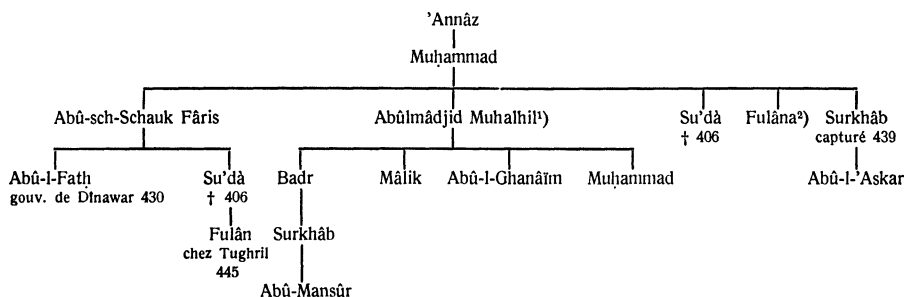 ’Annâz
Muḥammad
Abû-sch-Schauk Fâris
Abûlmâdjid Muhalhil¹)
Su’dà
† 406
Fulâna²)
Surkhâb
capturé 439
Abû-l-Fatḥ
gouv. de Dînawar 430
Su’dà
† 406
Badr
Mâlik
Abû-l-Ghanâïm
Muḥammad
Abû-l-’Askar
Fulân
chez Tughril
445
Surkhâb
Abû-Mansûr